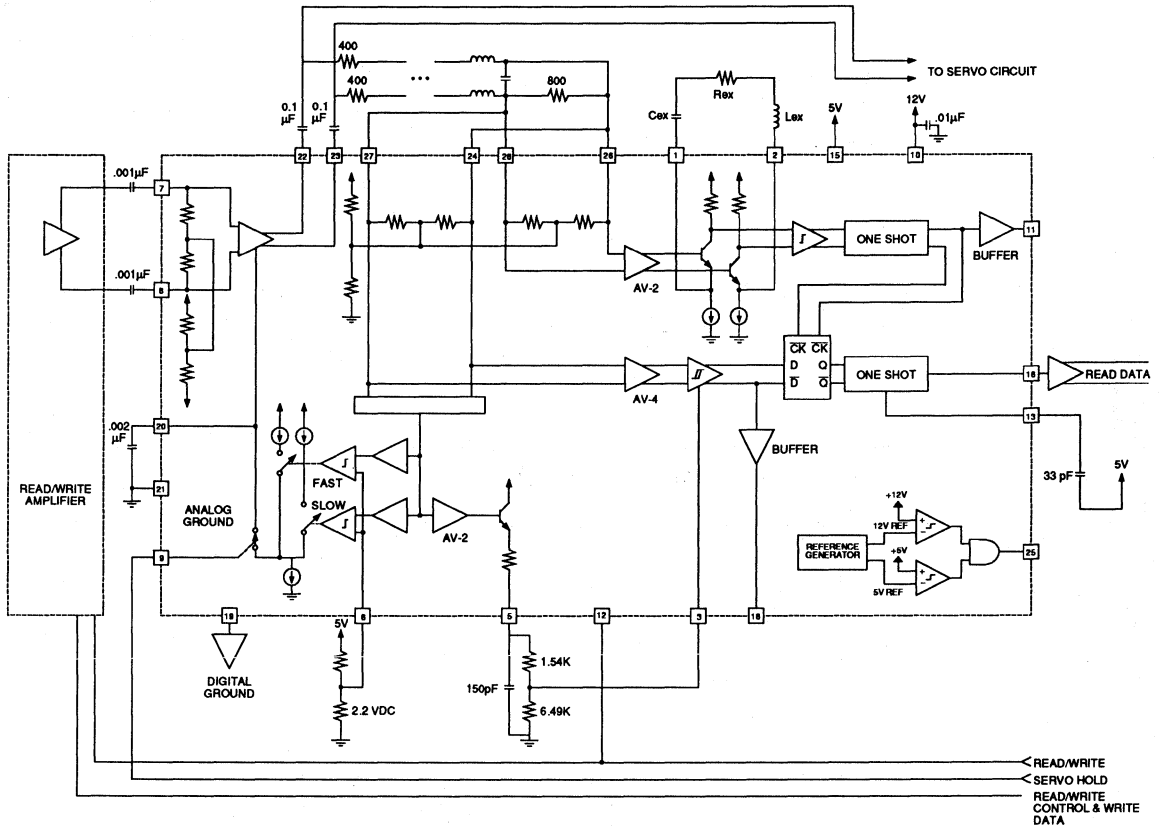 400
400
800
Rex
Cex
Lex
TO SERVO CIRCUIT
12V
5V
.01µF
0.1
µF
0.1
µF
22
23
27
24
28
26
1
2
15
10
.001µF
7
ONE SHOT
11
BUFFER
.001µF
8
AV-2
CK CK
D Q
D Q
ONE SHOT
16
READ DATA
AV-4
13
.002
µF
20
BUFFER
33 pF
5V
READ/WRITE
AMPLIFIER
21
ANALOG
GROUND
FAST
SLOW
AV-2
+12V
12V REF
+
–
REFERENCE
GENERATOR
+5V
+
–
5V REF
25
9
19
6
5
12
3
18
5V
DIGITAL
GROUND
2.2 VDC
150pF
1.54K
6.49K
READ/WRITE
SERVO HOLD
READ/WRITE
CONTROL & WRITE
DATA